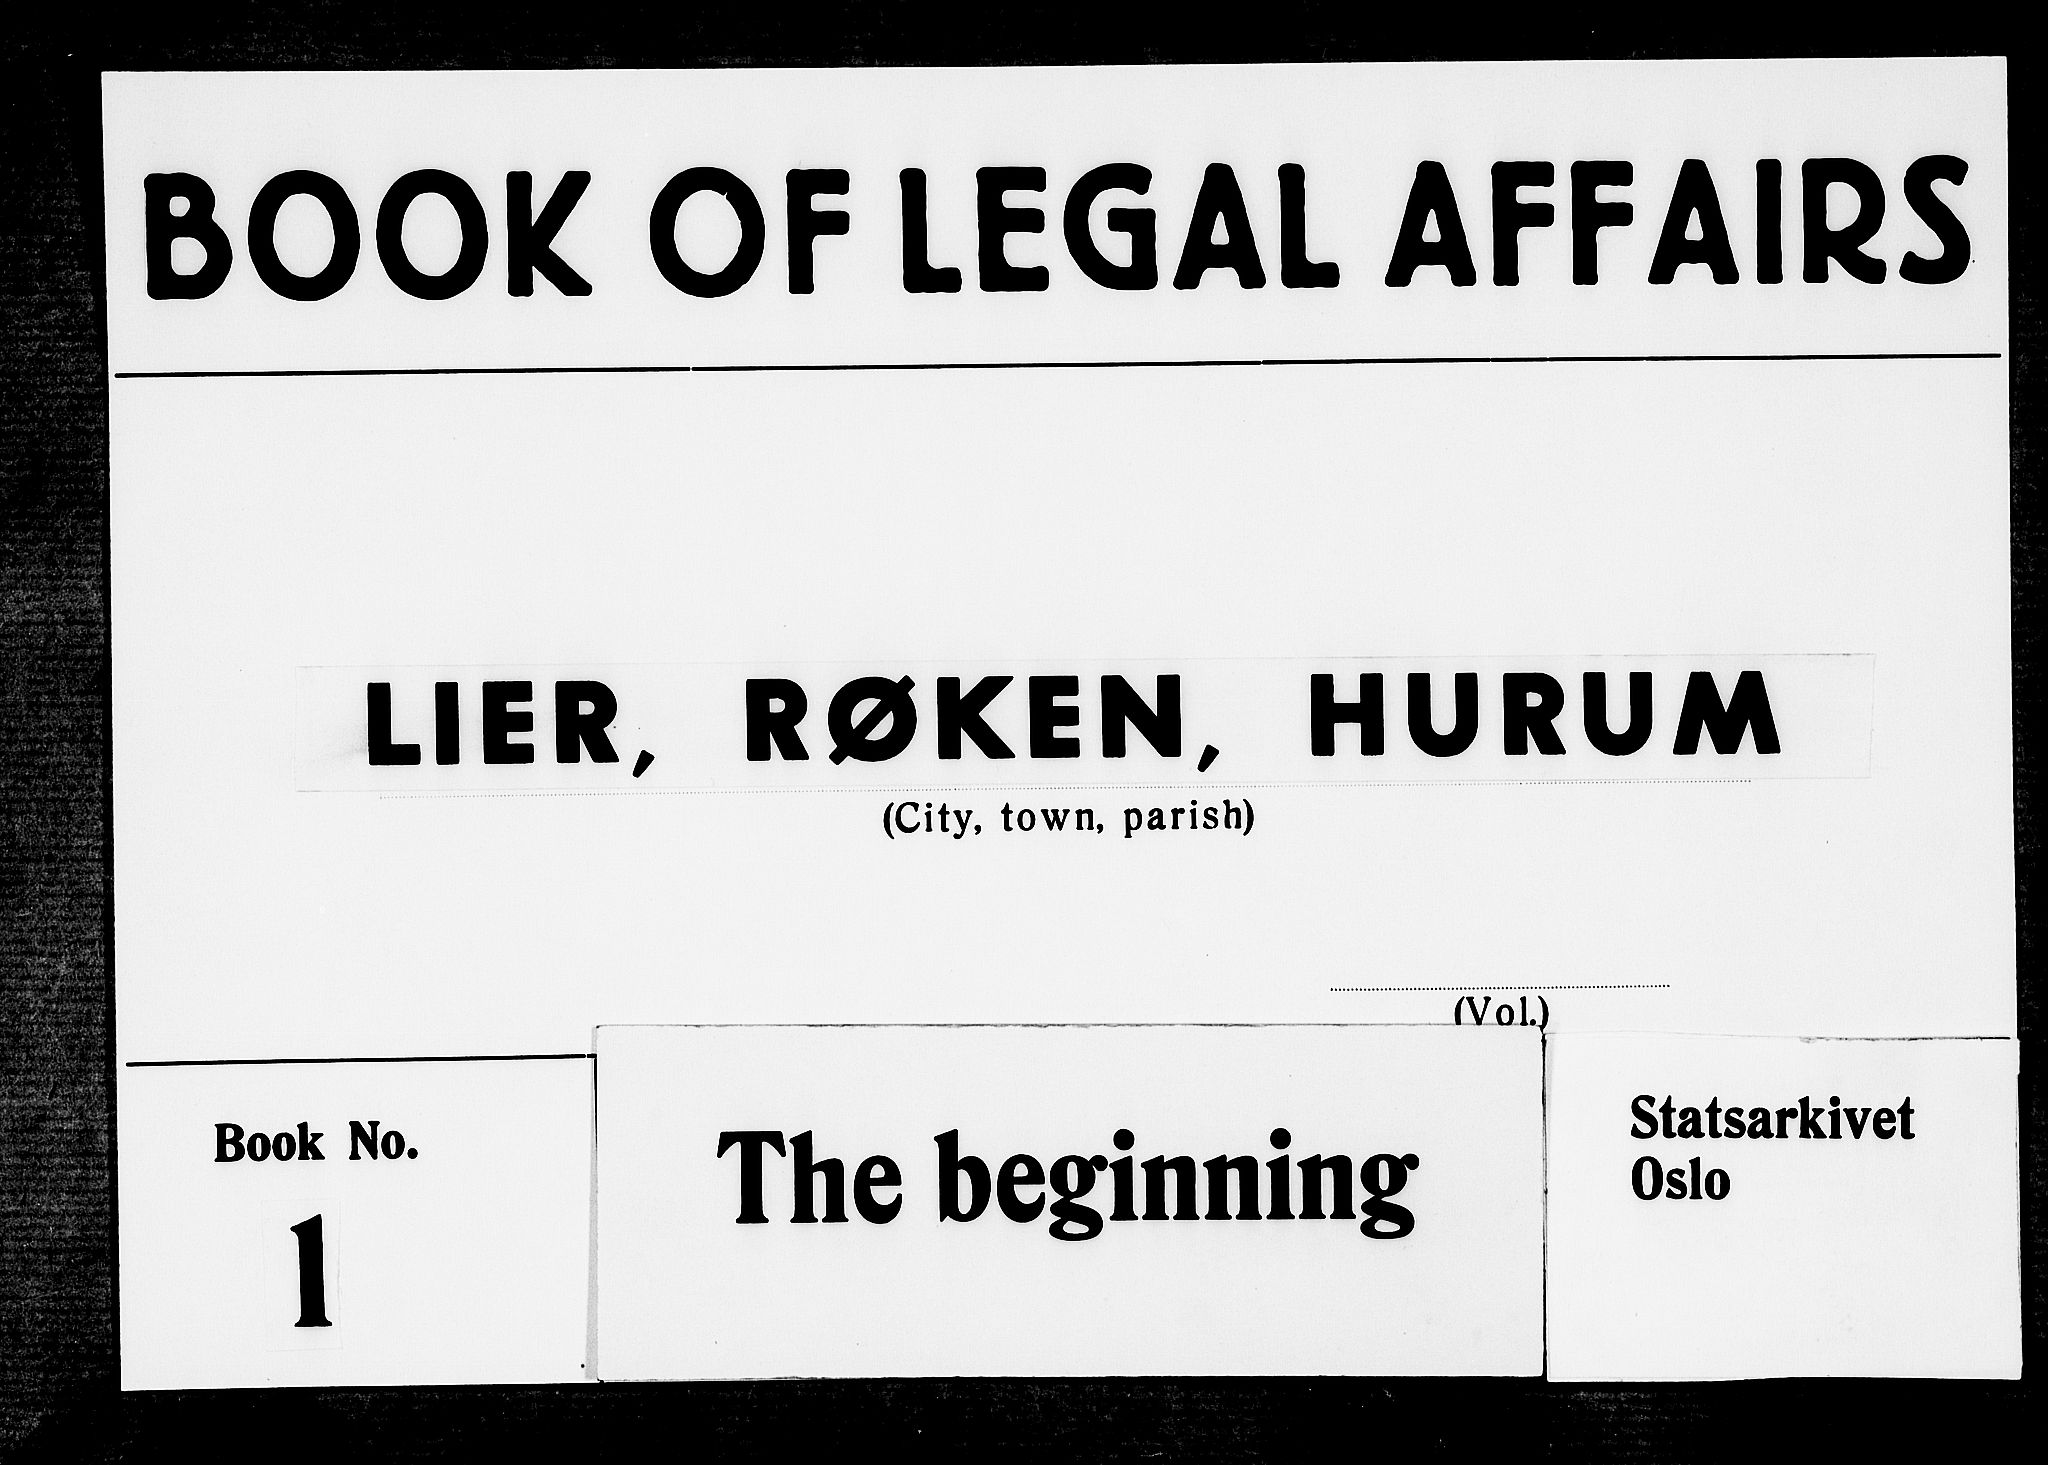 BOOK OF LEGAL AFFAIRS
LIER, RØKEN, HURUM
(City, town, parish)
(Vol.)
Book No.
1
The beginning
Statsarkivet
Oslo